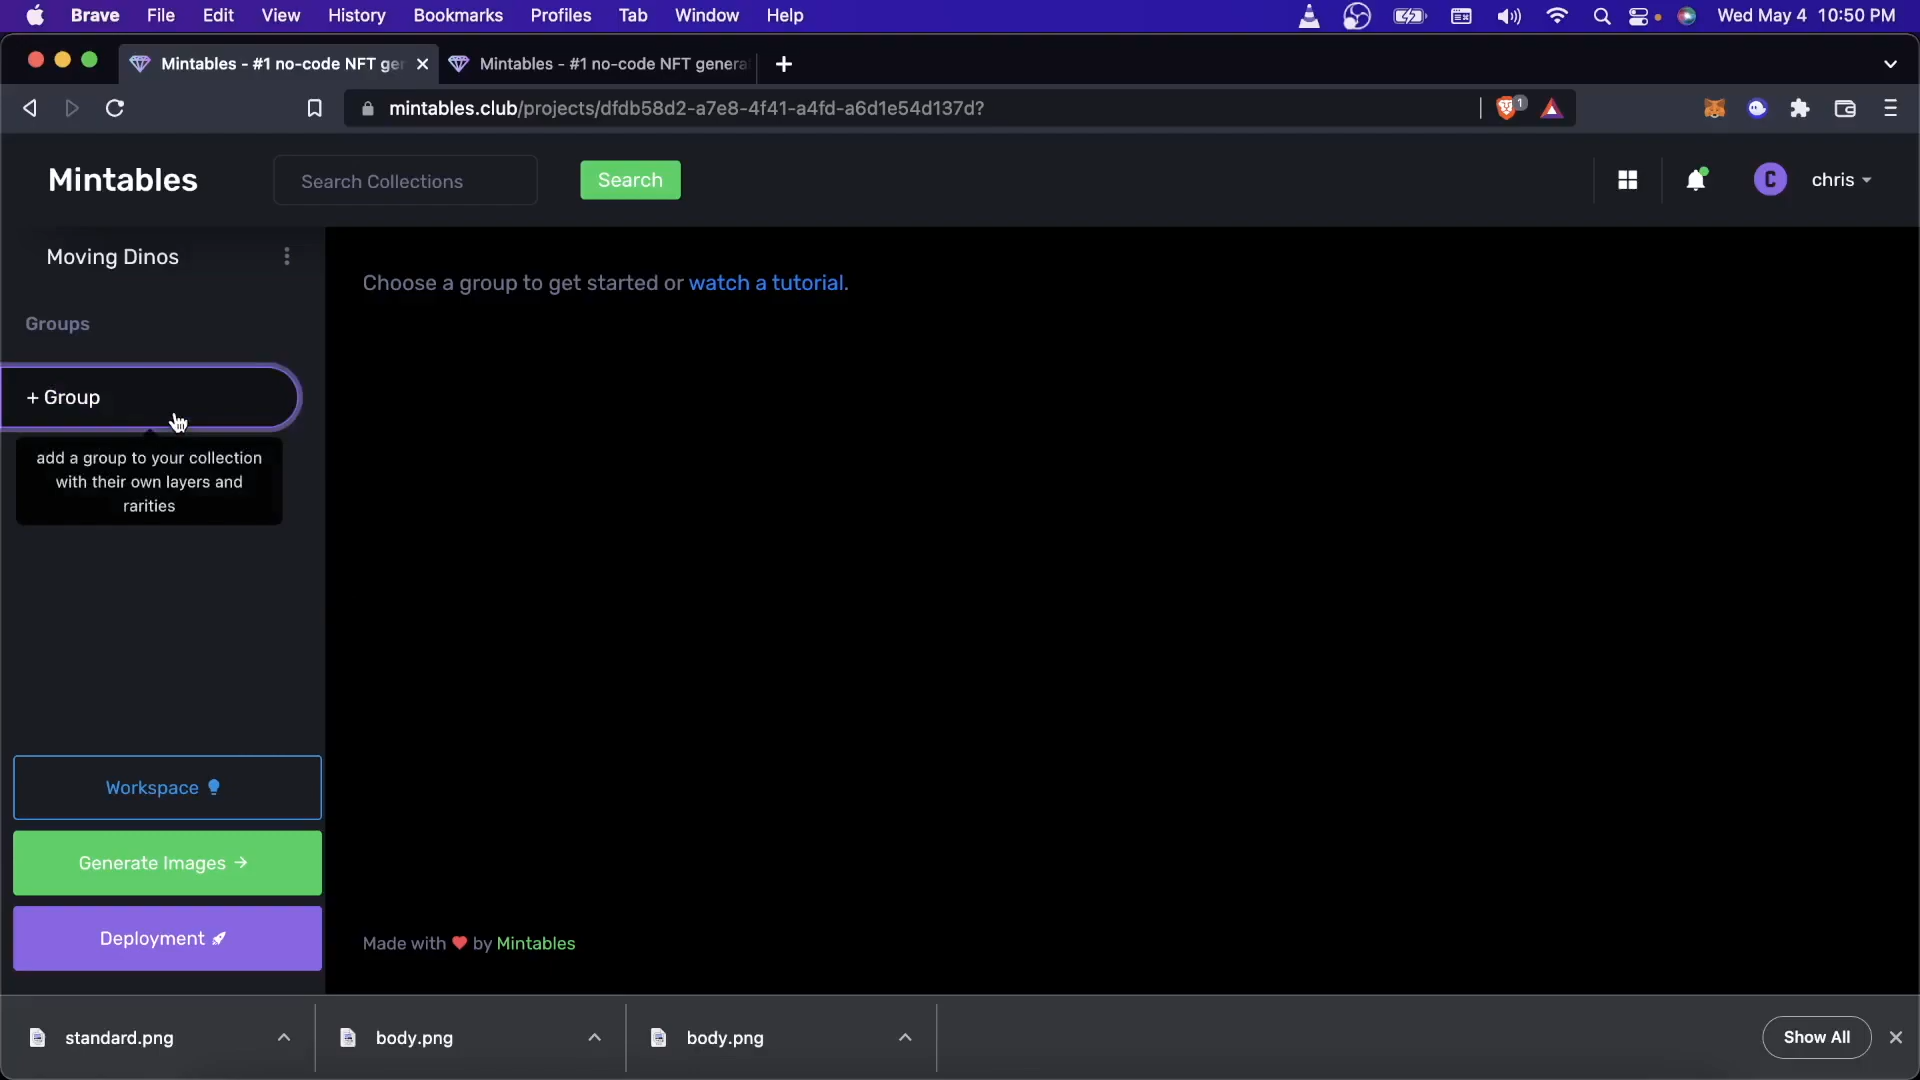 Brave File Edit View History Bookmarks Profiles Tab Window Help Wed May 4 10:50 PM
Mintables - #1 no-code NFT ger Mintables - #1 no-code NFT genera
mintables.club/projects/dfdb58d2-a7e8-4f41-a4fd-a6d1e54d137d? 1
Mintables Search Collections Search C chris
Moving Dinos
Choose a group to get started or watch a tutorial.
Groups
+ Group
add a group to your collection
with their own layers and
rarities
Workspace
Generate Images →
Deployment
Made with ❤ by Mintables
standard.png body.png body.png Show All